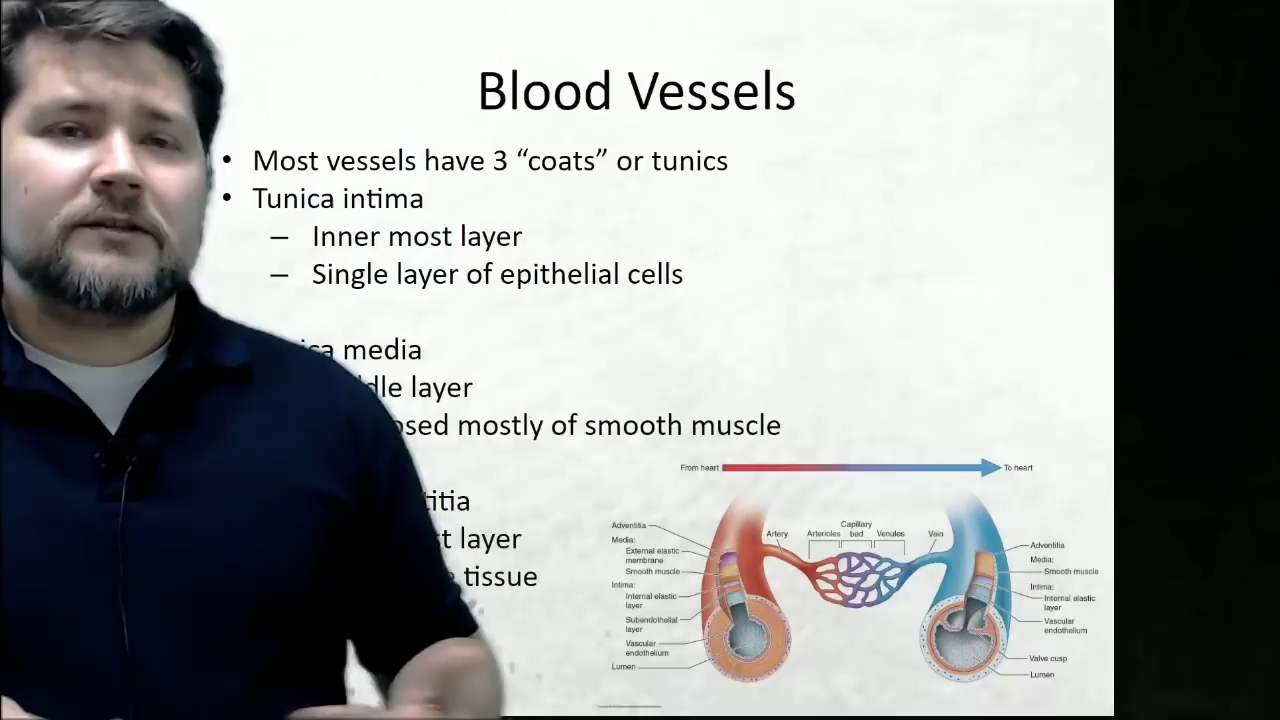 Blood Vessels
• Most vessels have 3 “coats” or tunics
• Tunica intima
– Inner most layer
– Single layer of epithelial cells
media
layer
mostly of smooth muscle
layer
tissue
From heart
To heart
Adventitia
Media:
External elastic
membrane
Smooth muscle
Intima:
Internal elastic
layer
Subendothelial
layer
Vascular
endothelium
Lumen
Artery
Arterioles
Capillary
bed
Venules
Vein
Adventitia
Media:
Smooth muscle
Intima:
Internal elastic
layer
Vascular
endothelium
Valve cusp
Lumen